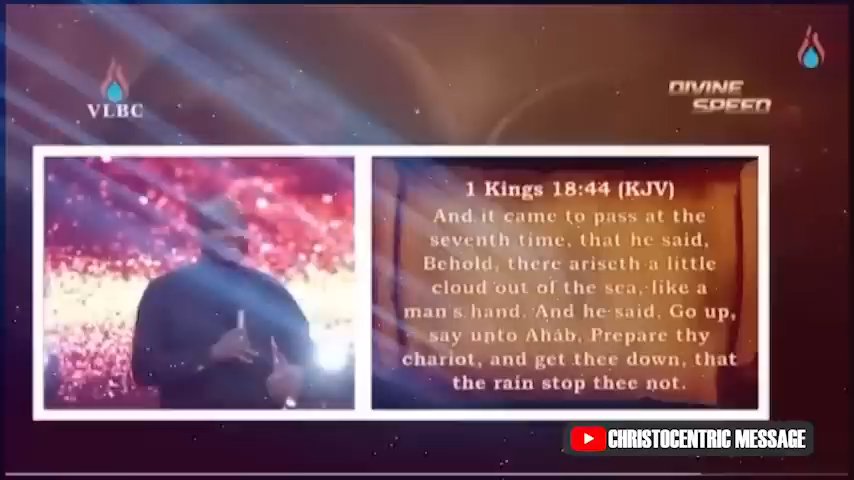 VLBC
DIVINE
SPEED
1 Kings 18:44 (KJV)
And it came to pass at the
seventh time, that he said,
Behold, there ariseth a little
cloud out of the sea, like a
man's hand. And he said, Go up,
say unto Ahab, Prepare thy
chariot, and get thee down, that
the rain stop thee not.
CHRISTOCENTRIC MESSAGE